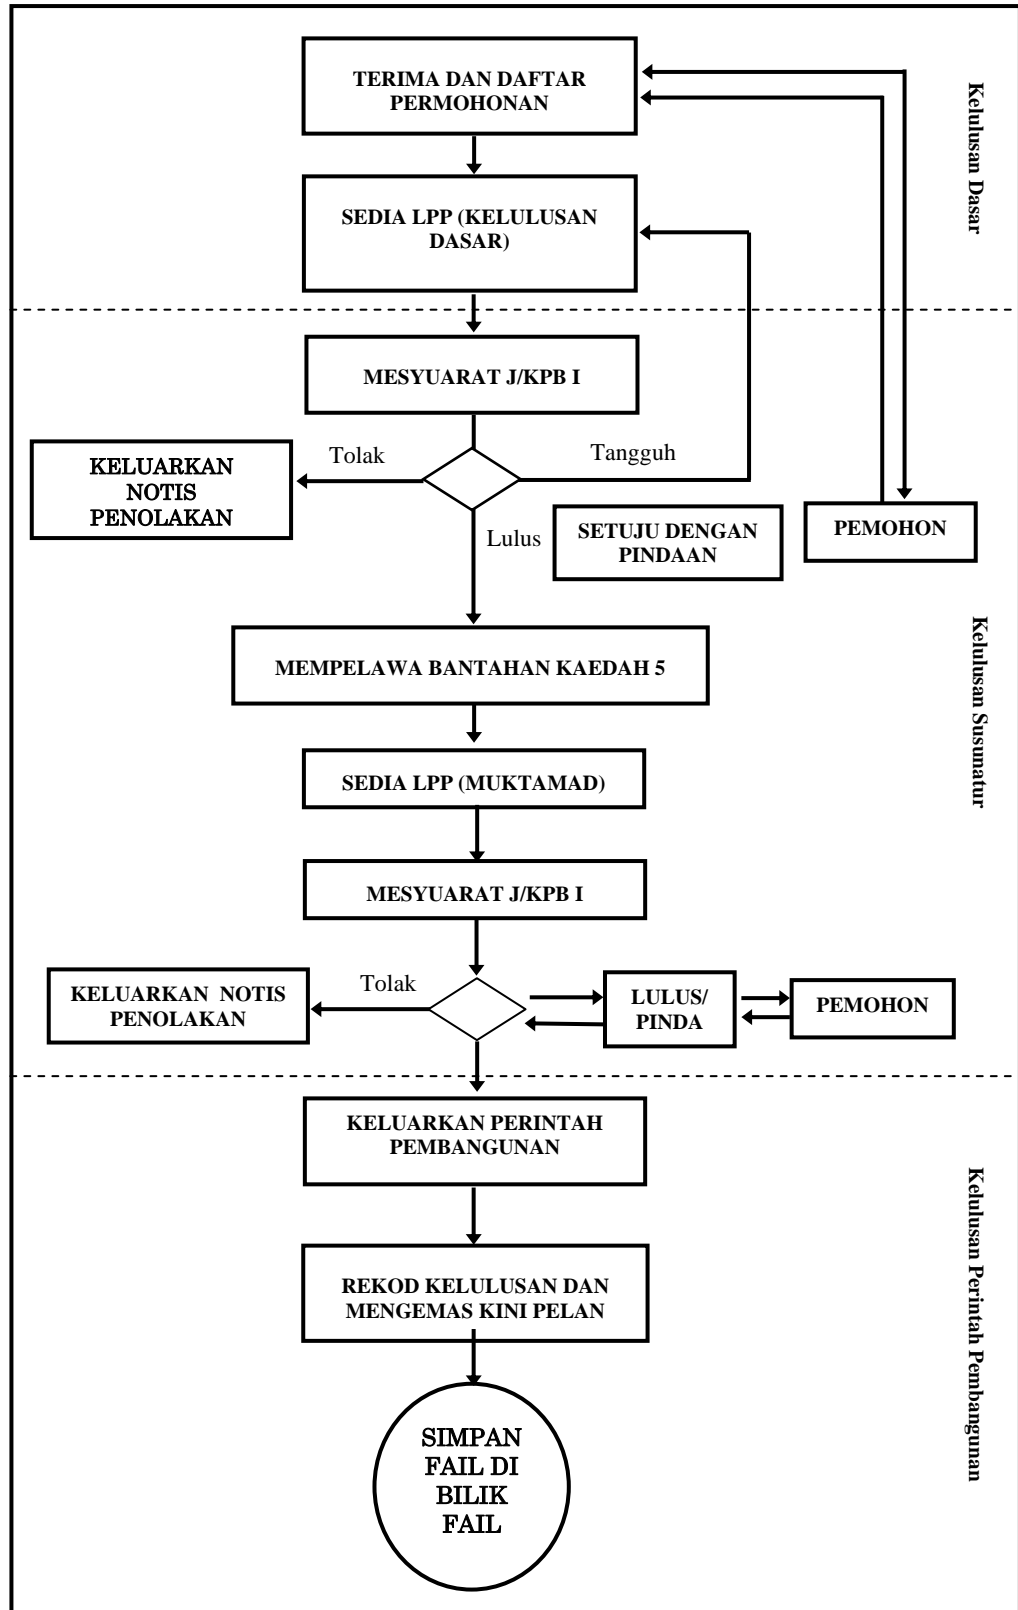 TERIMA DAN DAFTAR
PERMOHONAN
Kelulusan Dasar
SEDIA LPP (KELULUSAN
DASAR)
MESYUARAT J/KPB I
Tolak
Tangguh
KELUARKAN
NOTIS
PENOLAKAN
Lulus
SETUJU DENGAN
PINDAAN
PEMOHON
Kelulusan Susunatur
MEMPELAWA BANTAHAN KAEDAH 5
SEDIA LPP (MUKTAMAD)
MESYUARAT J/KPB I
Tolak
KELUARKAN  NOTIS
PENOLAKAN
LULUS/
PINDA
PEMOHON
KELUARKAN PERINTAH
PEMBANGUNAN
Kelulusan Perintah Pembangunan
REKOD KELULUSAN DAN
MENGEMAS KINI PELAN
SIMPAN
FAIL DI
BILIK
FAIL